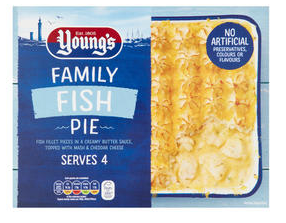 EST. 1805
Young's
FAMILY
FISH
PIE
FISH FILLET PIECES IN A CREAMY BUTTER SAUCE,
TOPPED WITH MASH & CHEDDAR CHEESE
SERVES 4
NO
ARTIFICIAL
PRESERVATIVES,
COLOURS OR
FLAVOURS